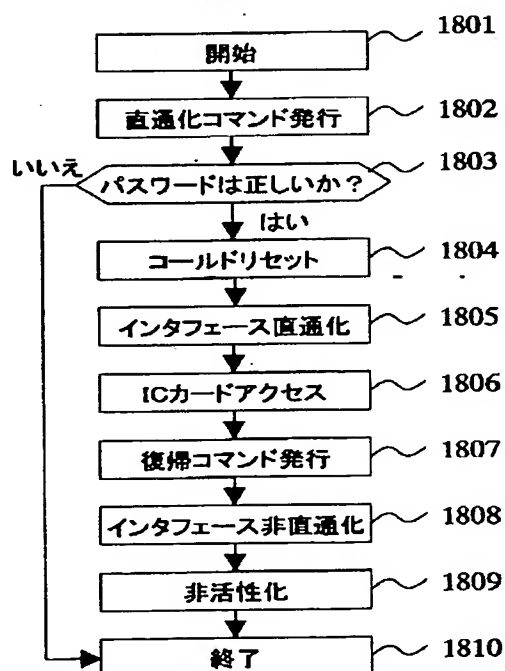 開始 1801
直通化コマンド発行 1802
いいえ パスワードは正しいか? 1803
はい
コールドリセット 1804
インタフェース直通化 1805
ICカードアクセス 1806
復帰コマンド発行 1807
インタフェース非直通化 1808
非活性化 1809
終了 1810